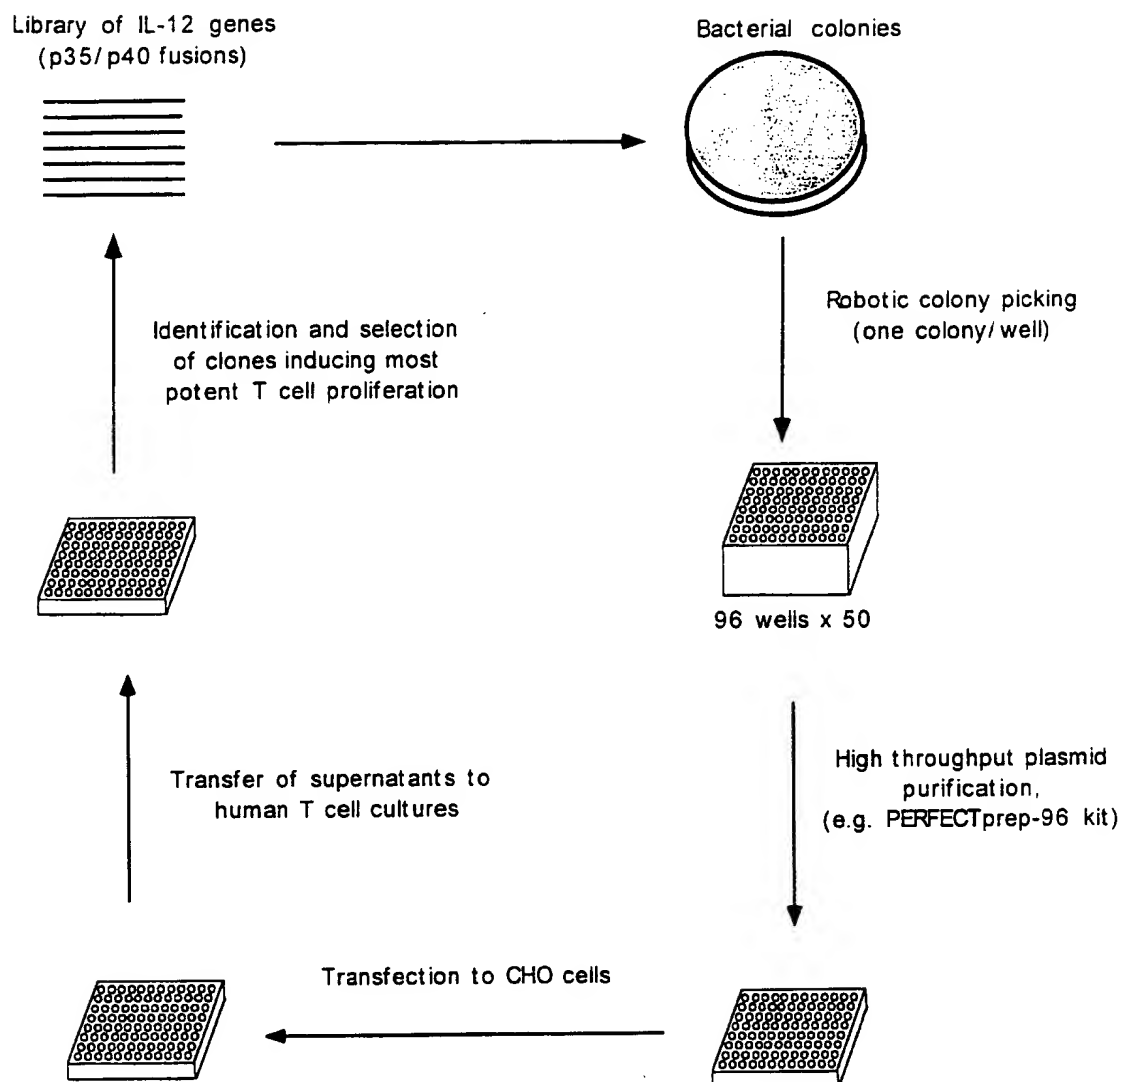 Library of IL-12 genes
(p35/p40 fusions)
Bacterial colonies
Robotic colony picking
(one colony/well)
Identification and selection
of clones inducing most
potent T cell proliferation
96 wells x 50
High throughput plasmid
purification,
(e.g. PERFECTprep-96 kit)
Transfer of supernatants to
human T cell cultures
Transfection to CHO cells